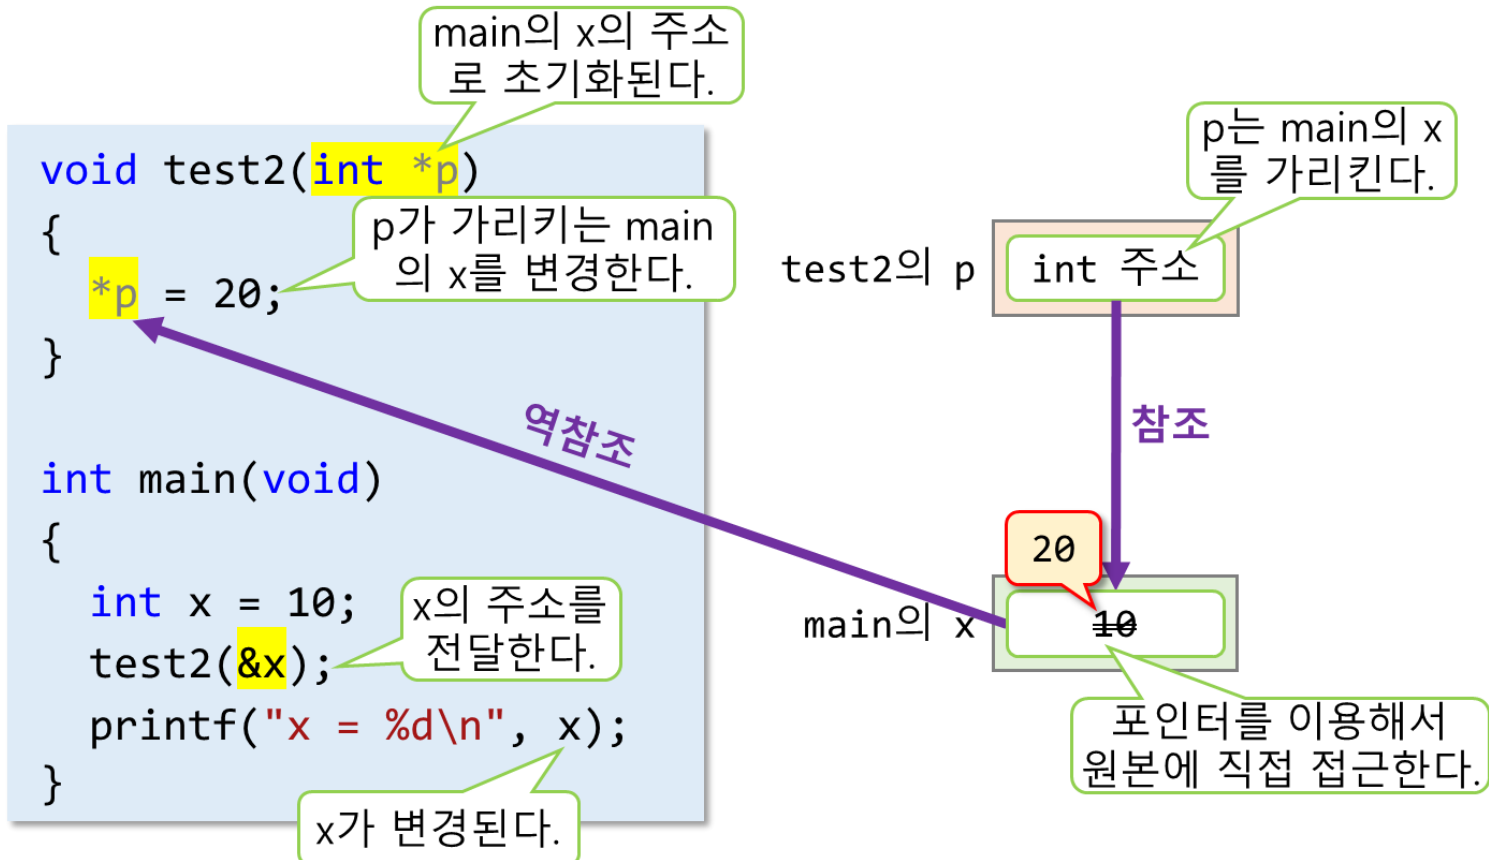 main의 x의 주소
로 초기화된다.
void test2(int *p)
{
p가 가리키는 main
의 x를 변경한다.
*p = 20;
}
역참조
int main(void)
{
int x = 10;
x의 주소를
전달한다.
test2(&x);
printf("x = %d\n", x);
}
x가 변경된다.
p는 main의 x
를 가리킨다.
test2의 p
int 주소
참조
20
main의 x
10
포인터를 이용해서
원본에 직접 접근한다.